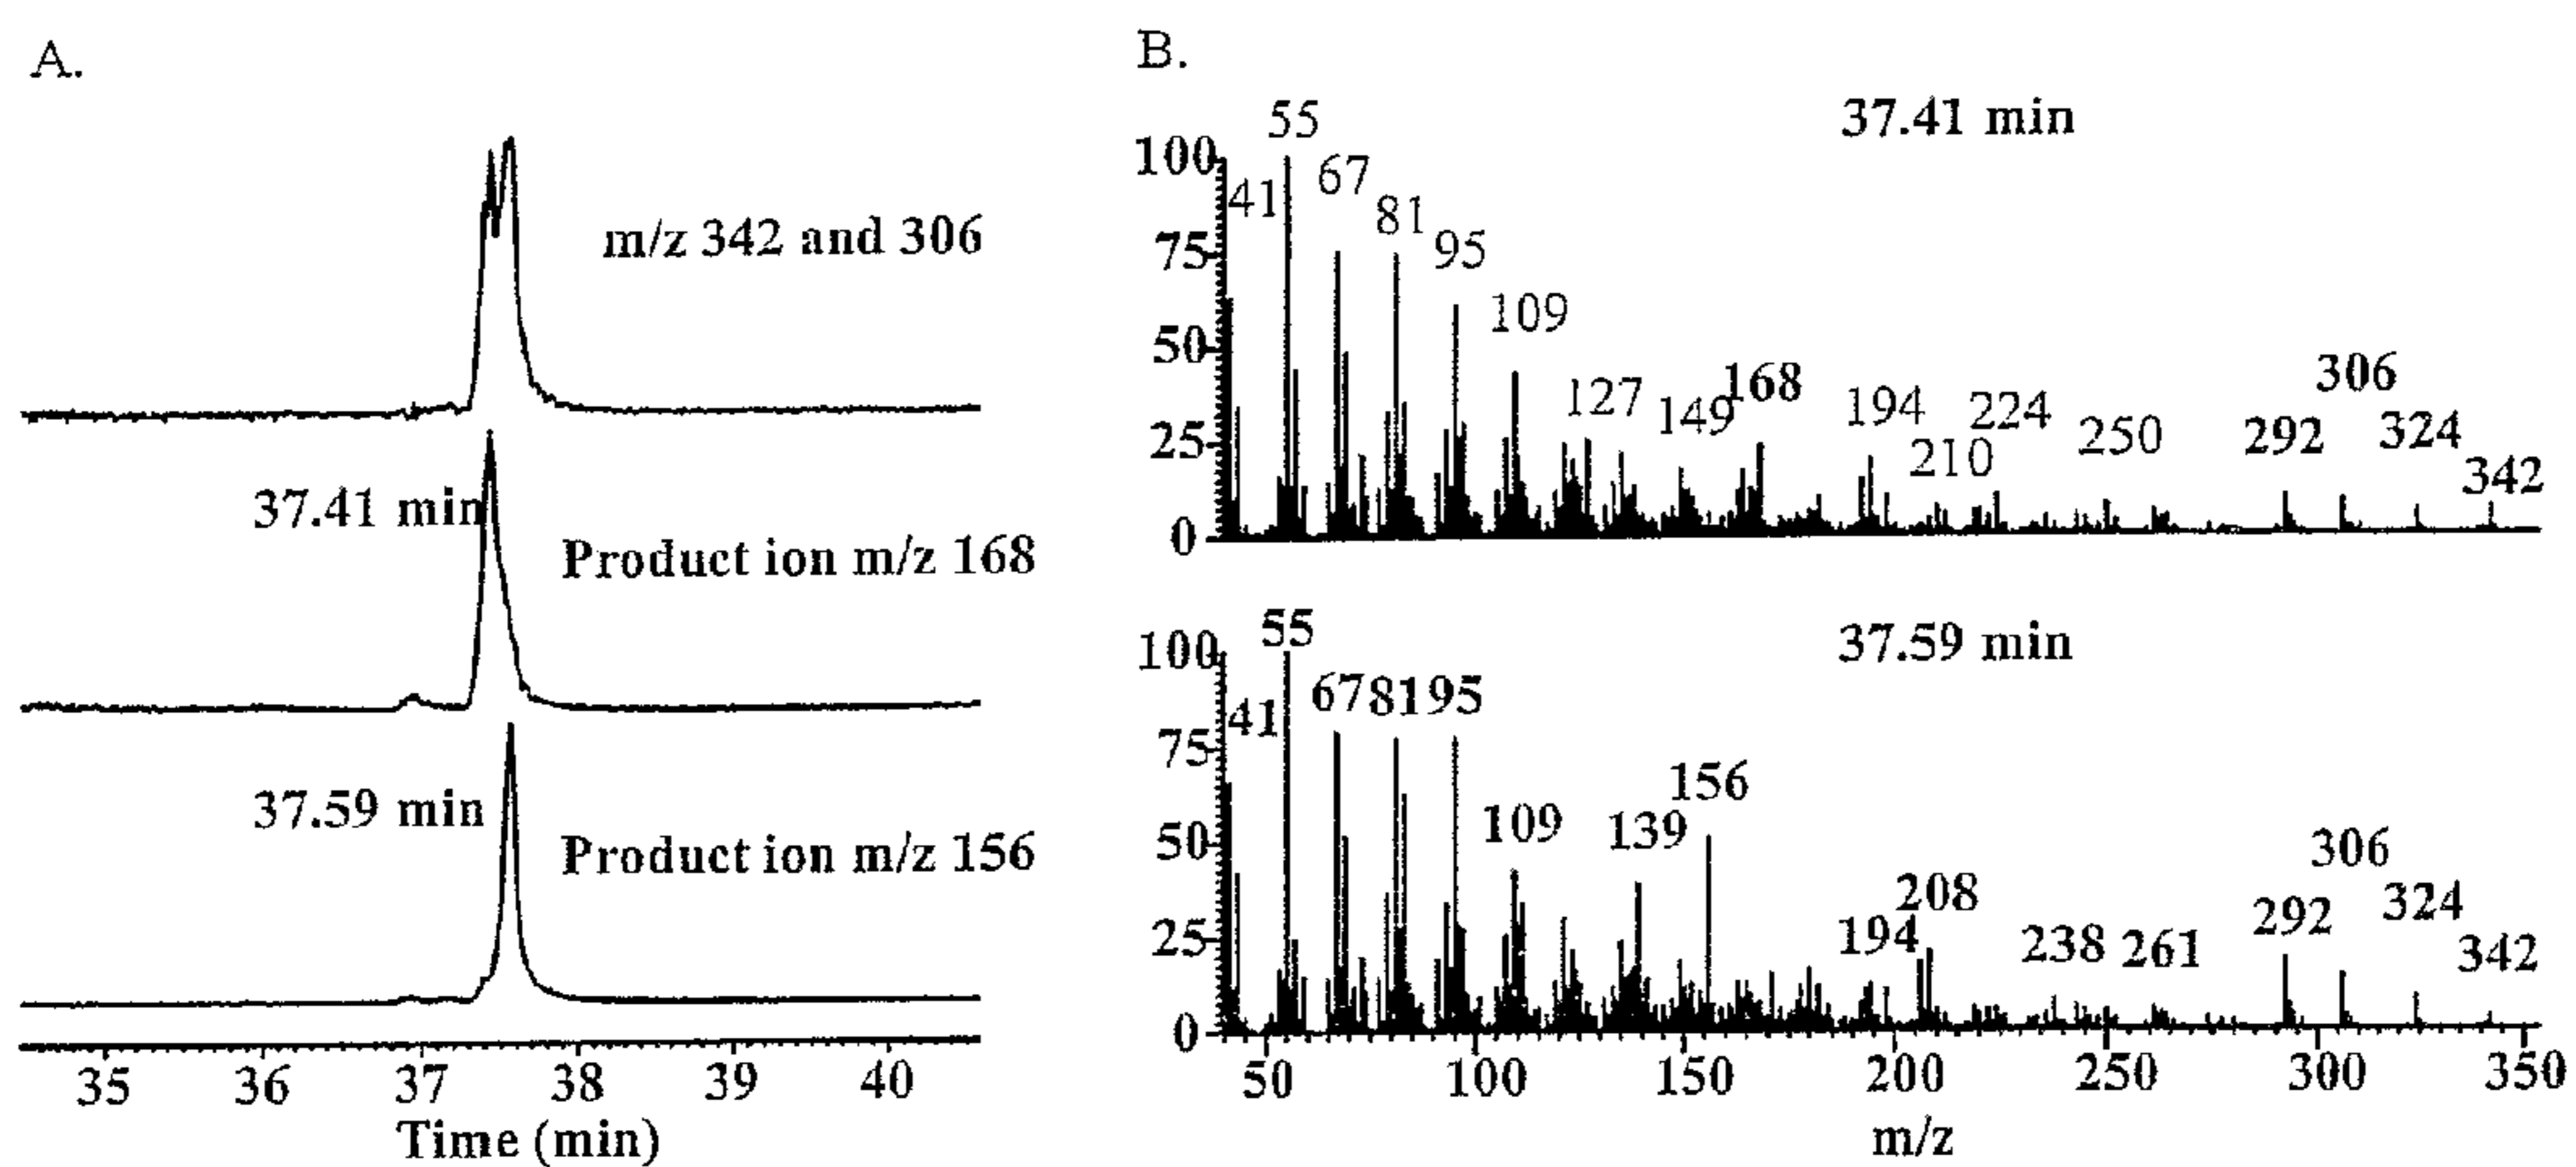 A.
m/z 342 and 306
37.41 min
Product ion m/z 168
37.59 min
Product ion m/z 156
35 36 37 38 39 40
Time (min)
B.
37.41 min
100
75
50
25
0
41 55 67 81 95 109 127 149 168 194 210 224 250 292 306 324 342
37.59 min
100
75
50
25
0
41 55 67 81 95 109 139 156 194 208 238 261 292 306 324 342
50 100 150 200 250 300 350
m/z